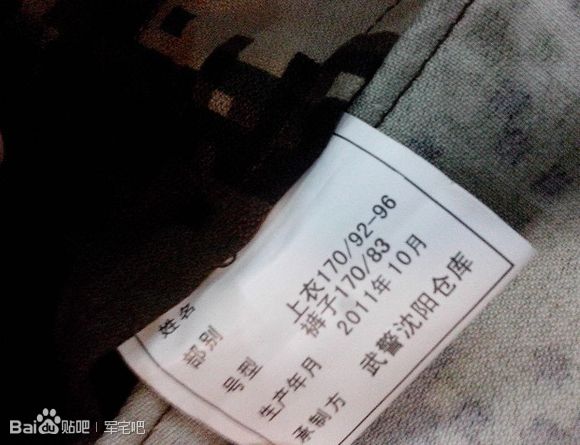 姓名
部别
号型 上衣170/92-96
裤子170/83
生产年月 2011年10月
承制方 武警沈阳仓库
Baidu贴吧 | 军宅吧